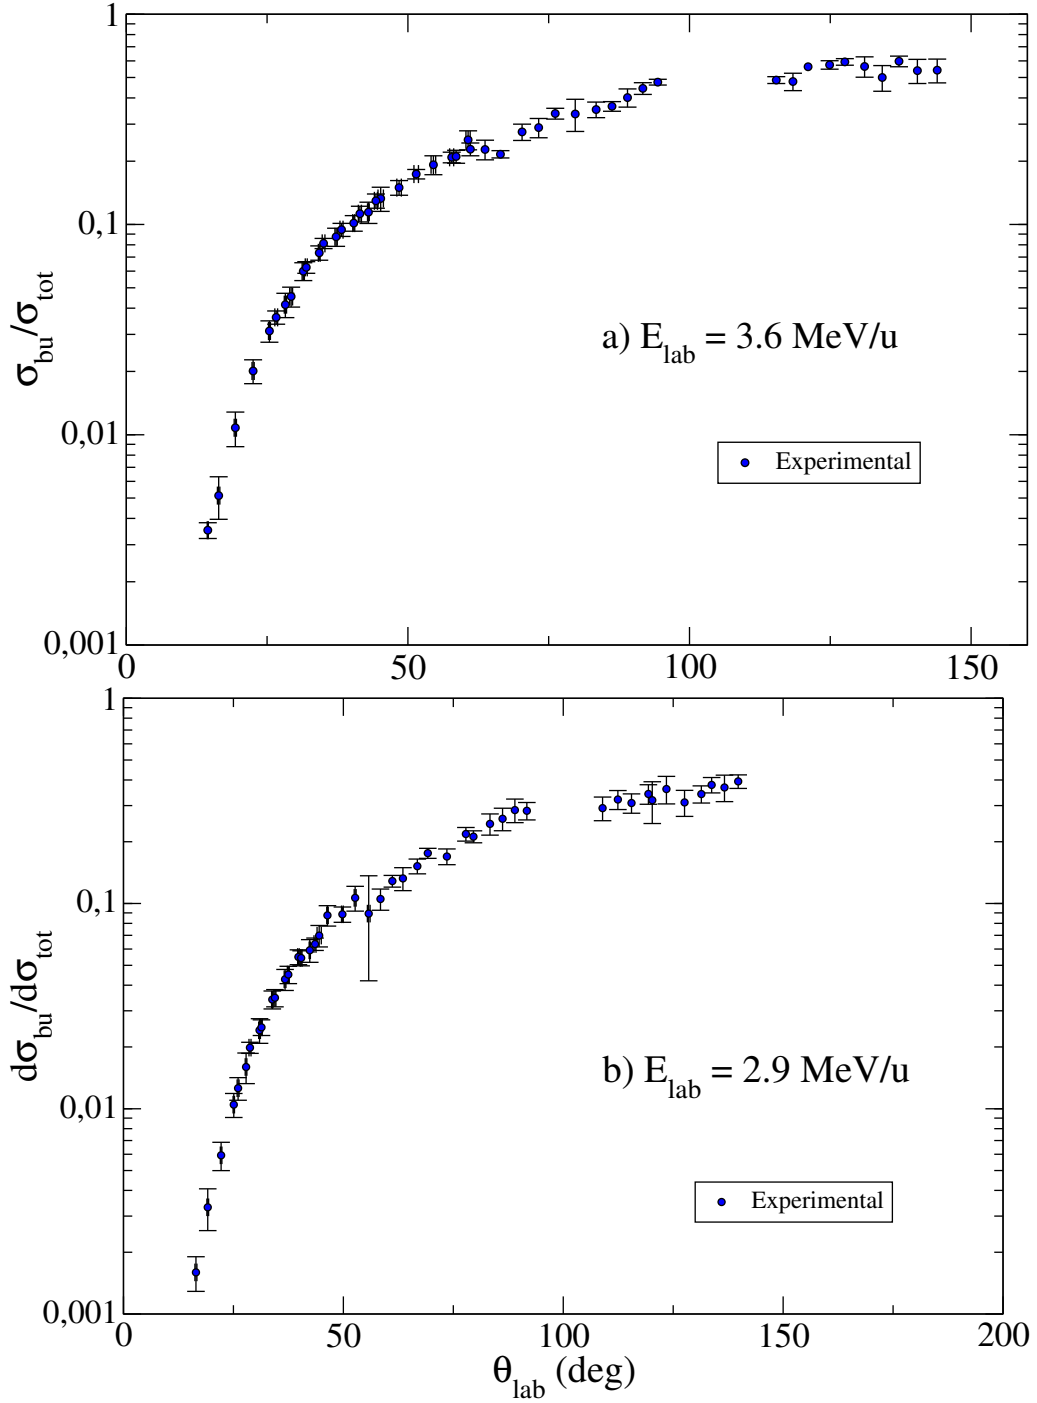 1
0,1
0,01
0,001
σbu/σtot
a) Elab = 3.6 MeV/u
Experimental
0 50 100 150
1
0,1
0,01
0,001
dσbu/dσtot
b) Elab = 2.9 MeV/u
Experimental
0 50 100 150 200
θlab (deg)